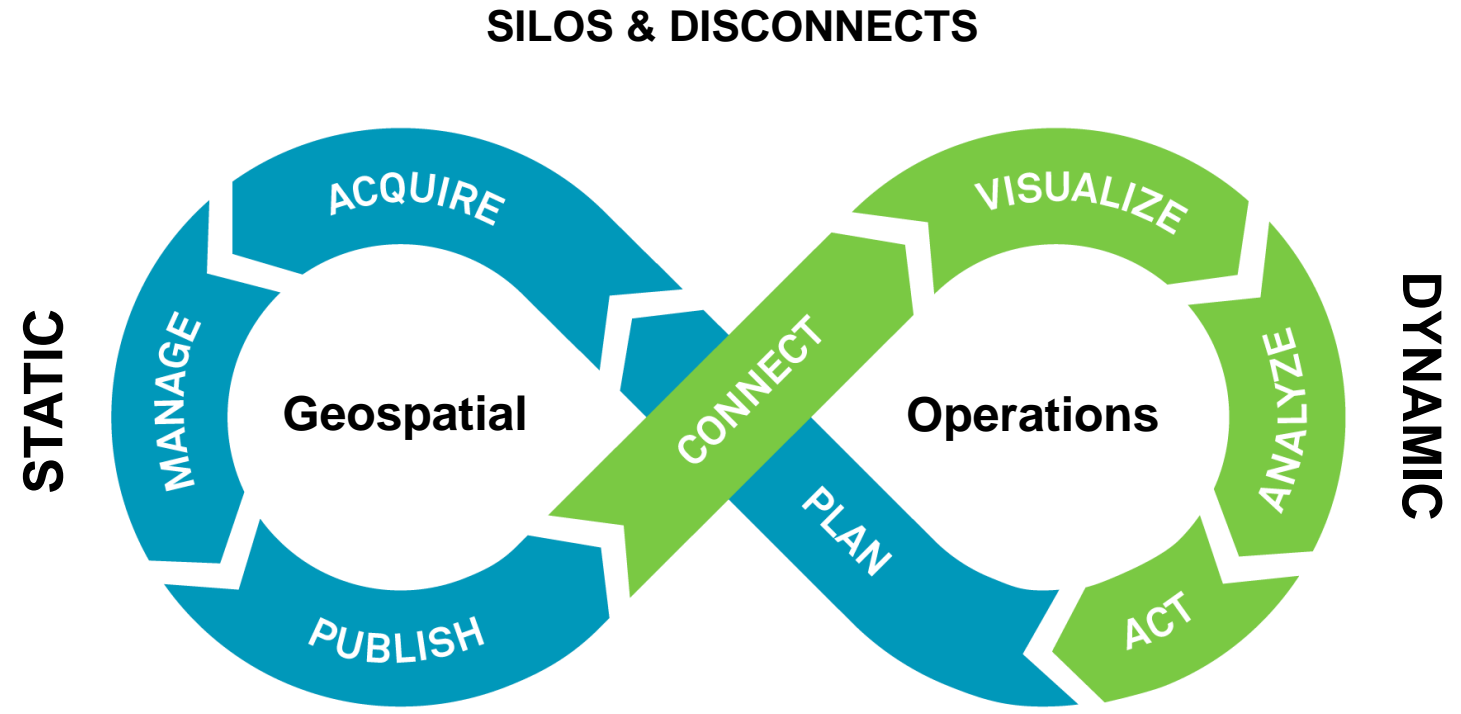 SILOS & DISCONNECTS
ACQUIRE
VISUALIZE
STATIC
MANAGE
Geospatial
CONNECT
Operations
ANALYZE
DYNAMIC
PLAN
PUBLISH
ACT